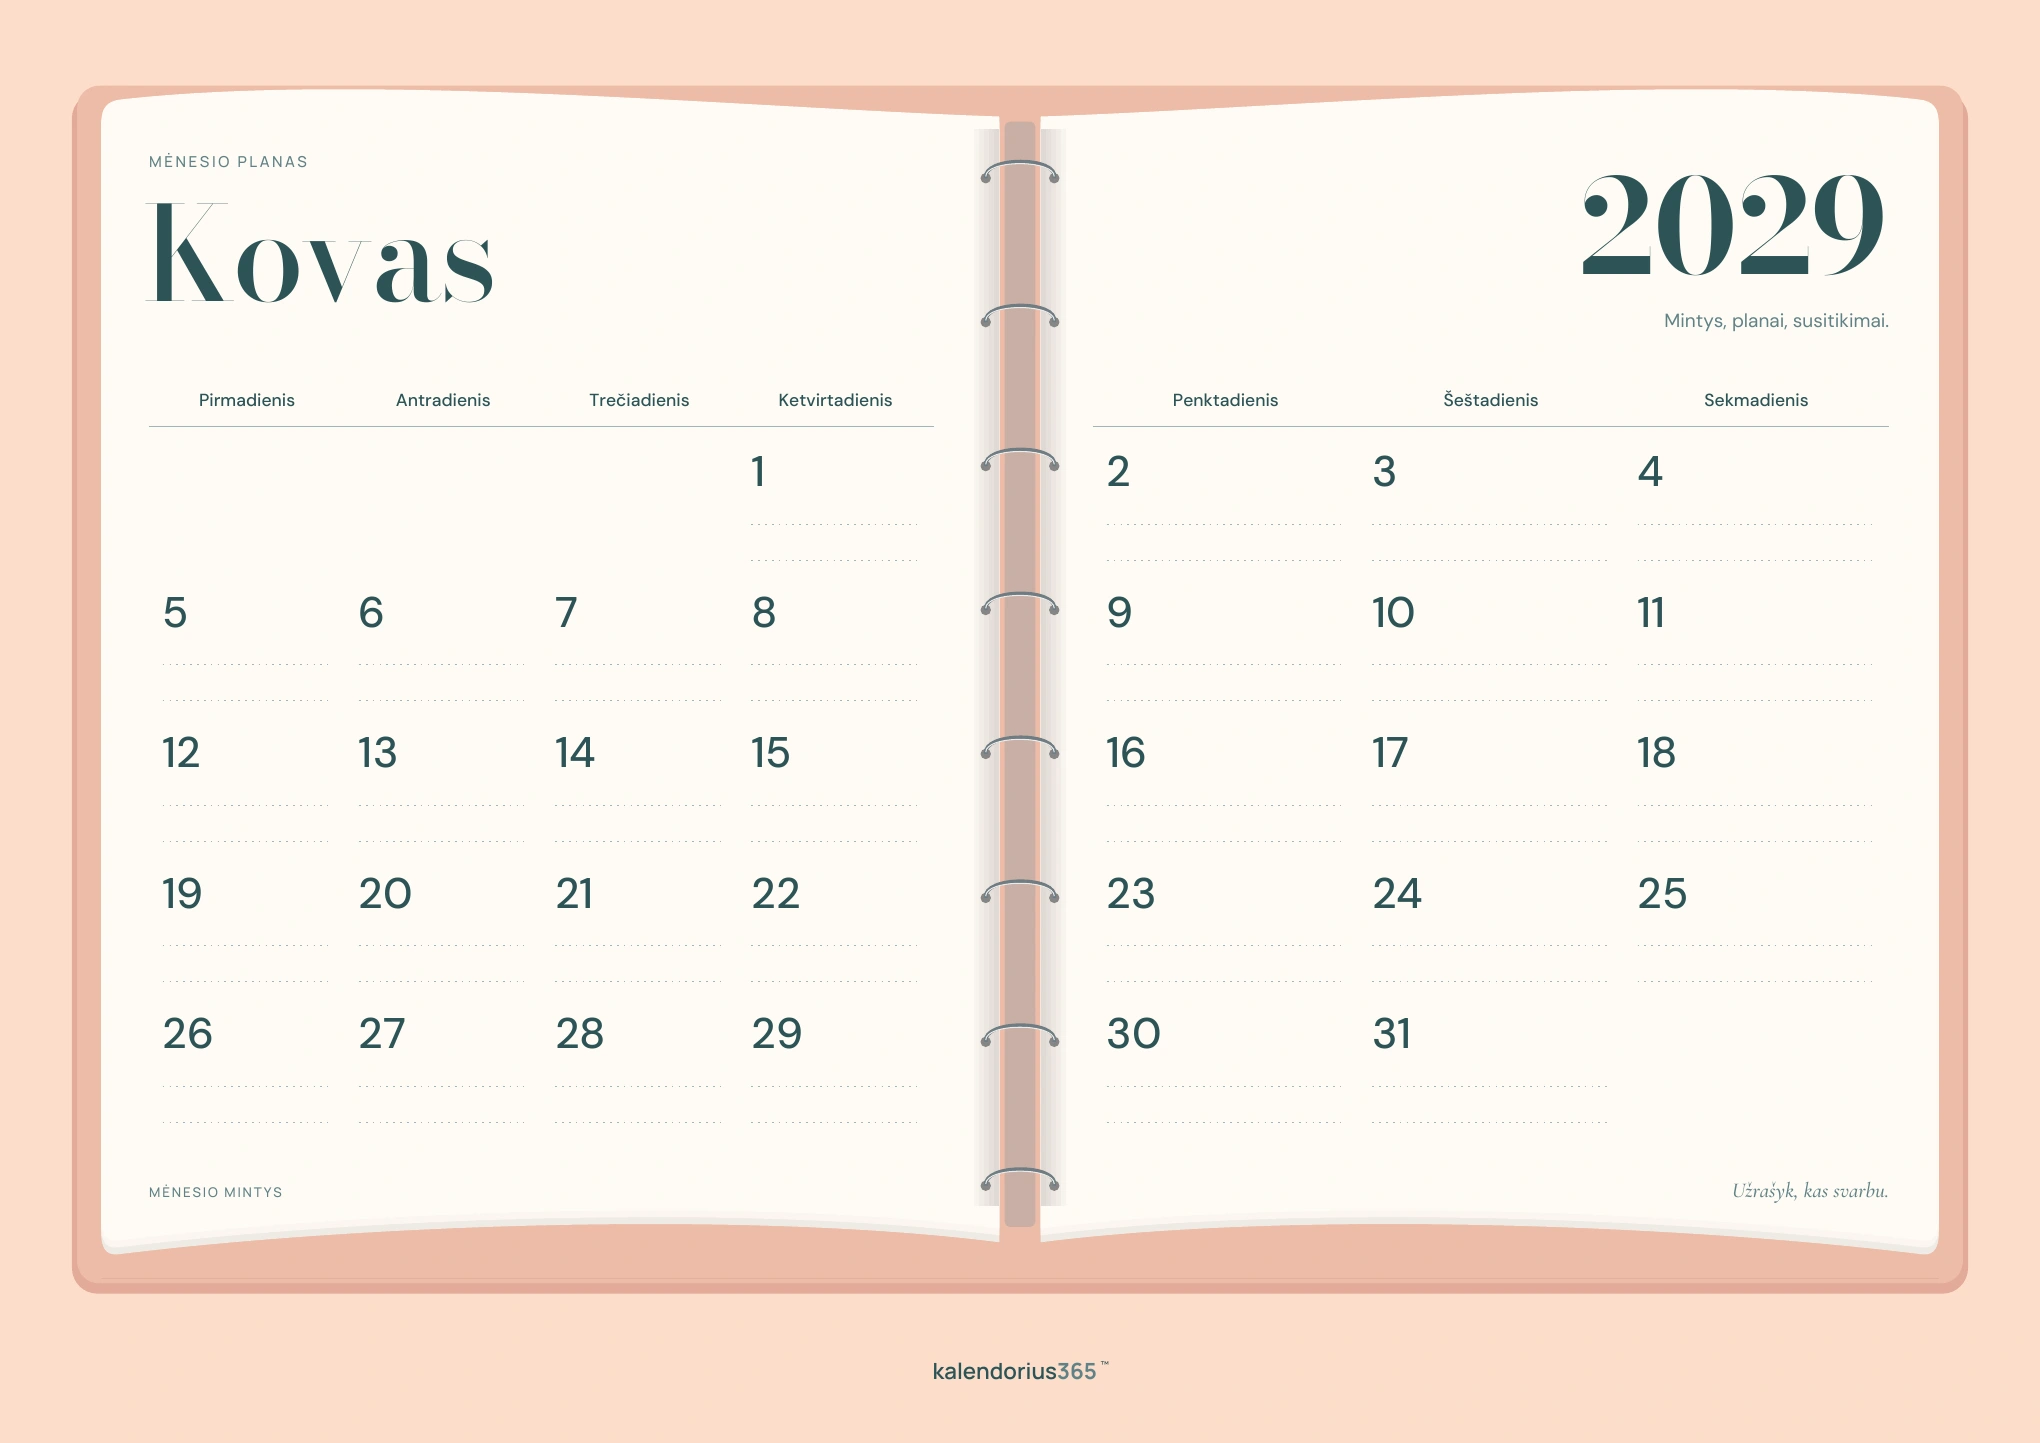 MĖNESIO PLANAS
Kovas
2029
Mintys, planai, susitikimai.
Pirmadienis Antradienis Trečiadienis Ketvirtadienis Penktadienis Šeštadienis Sekmadienis
1 2 3 4
5 6 7 8 9 10 11
12 13 14 15 16 17 18
19 20 21 22 23 24 25
26 27 28 29 30 31
MĖNESIO MINTYS
Užrašyk, kas svarbu.
kalendorius365™